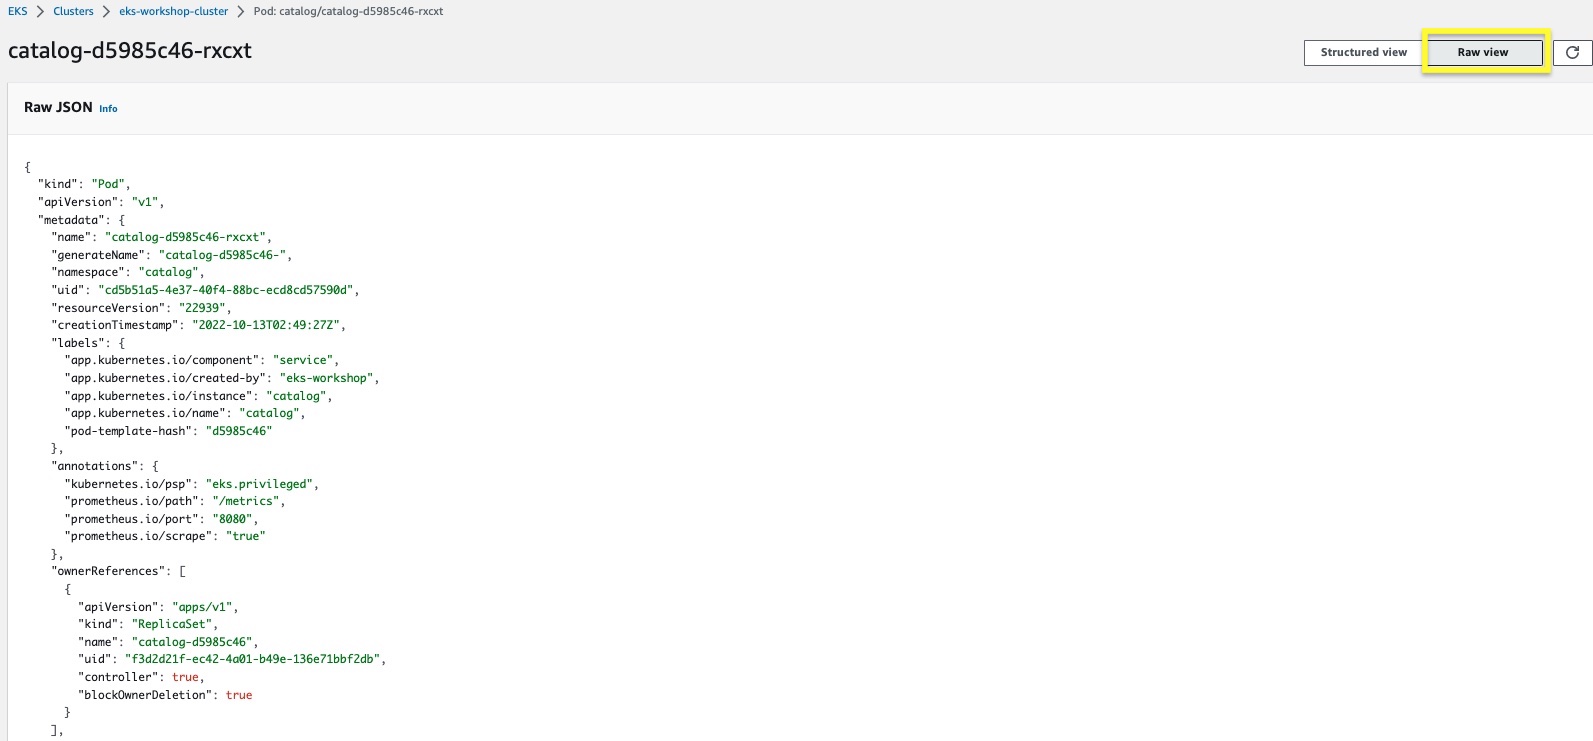 EKS > Clusters > eks-workshop-cluster > Pod: catalog/catalog-d5985c46-rxcxt
catalog-d5985c46-rxcxt
Structured view
Raw view
Raw JSON Info
{
"kind": "Pod",
"apiVersion": "v1",
"metadata": {
"name": "catalog-d5985c46-rxcxt",
"generateName": "catalog-d5985c46-",
"namespace": "catalog",
"uid": "cd5b51a5-4e37-40f4-88bc-ecd8cd57590d",
"resourceVersion": "22939",
"creationTimestamp": "2022-10-13T02:49:27Z",
"labels": {
"app.kubernetes.io/component": "service",
"app.kubernetes.io/created-by": "eks-workshop",
"app.kubernetes.io/instance": "catalog",
"app.kubernetes.io/name": "catalog",
"pod-template-hash": "d5985c46"
},
"annotations": {
"kubernetes.io/psp": "eks.privileged",
"prometheus.io/path": "/metrics",
"prometheus.io/port": "8080",
"prometheus.io/scrape": "true"
},
"ownerReferences": [
{
"apiVersion": "apps/v1",
"kind": "ReplicaSet",
"name": "catalog-d5985c46",
"uid": "f3d2d21f-ec42-4a01-b49e-136e71bbf2db",
"controller": true,
"blockOwnerDeletion": true
}
],